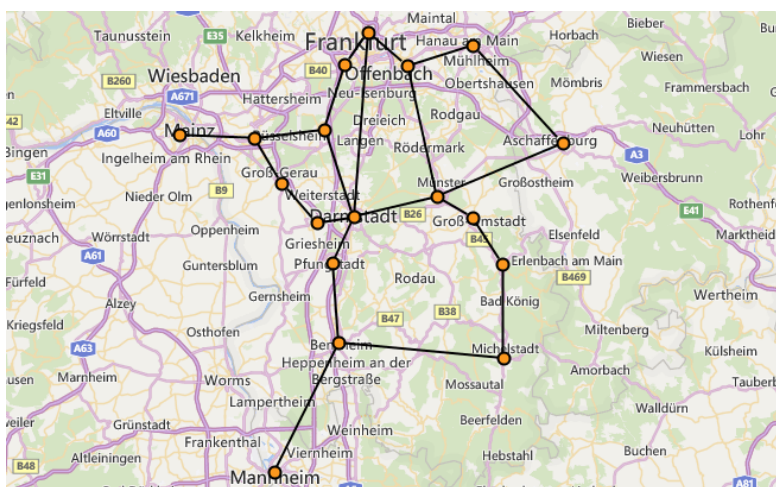 Maintal
Bieber
Taunusstein
E35
Kelkheim
Frankfurt
Hanau am Main
Horbach
B40
Mühlheim
Wiesen
Wiesbaden
B260
Offenbach
Obertshausen
Mömbris
Frammersbach
A671
Hattersheim
Neu-Isenburg
Eltville
Rodgau
42
A60
Mainz
Rüsselsheim
Dreieich
Langen
Aschaffenburg
Neuhütten
Lohr
Bingen
Ingelheim am Rhein
Rödermark
A3
E31
Groß-Gerau
Münster
Großostheim
Weibersbrunn
Nieder Olm
B9
Weiterstadt
Darmstadt
B26
E41
Oppenheim
Groß-Umstadt
Wörrstadt
Griesheim
B45
Elsenfeld
A61
Guntersblum
Pfungstadt
Rodau
Erlenbach am Main
B469
Gernsheim
Bad König
Wertheim
Alzey
B47
B38
Osthofen
Miltenberg
A63
Bensheim
Michelstadt
Külsheim
Marnheim
Worms
Heppenheim an der
Bergstraße
Mossautal
Amorbach
Lampertheim
Walldürn
Grünstadt
Beerfelden
Frankenthal
Weinheim
Altleiningen
Viernheim
Hebstahl
Buchen
B48
Mannheim
A81